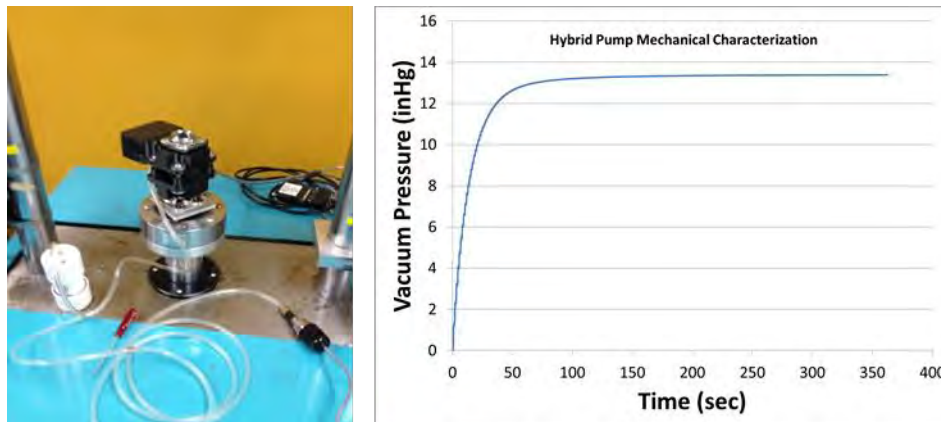 Hybrid Pump Mechanical Characterization
Vacuum Pressure (inHg)
16
14
12
10
8
6
4
2
0
0 50 100 150 200 250 300 350 400
Time (sec)